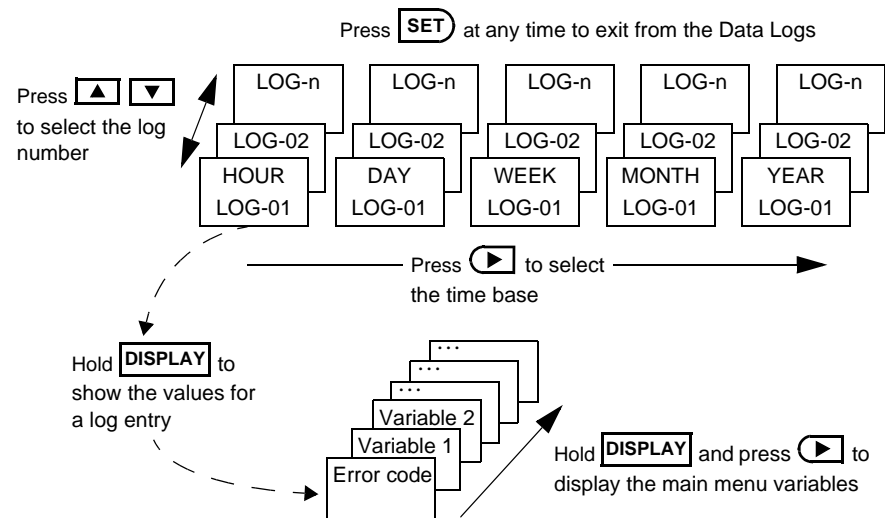 Press SET at any time to exit from the Data Logs
Press ▲ ▼
to select the log
number
LOG-n LOG-n LOG-n LOG-n LOG-n
LOG-02 LOG-02 LOG-02 LOG-02 LOG-02
HOUR DAY WEEK MONTH YEAR
LOG-01 LOG-01 LOG-01 LOG-01 LOG-01
Press ► to select
the time base
Hold DISPLAY to
show the values for
a log entry
...
...
...
Variable 2
Variable 1
Error code
Hold DISPLAY and press ► to
display the main menu variables